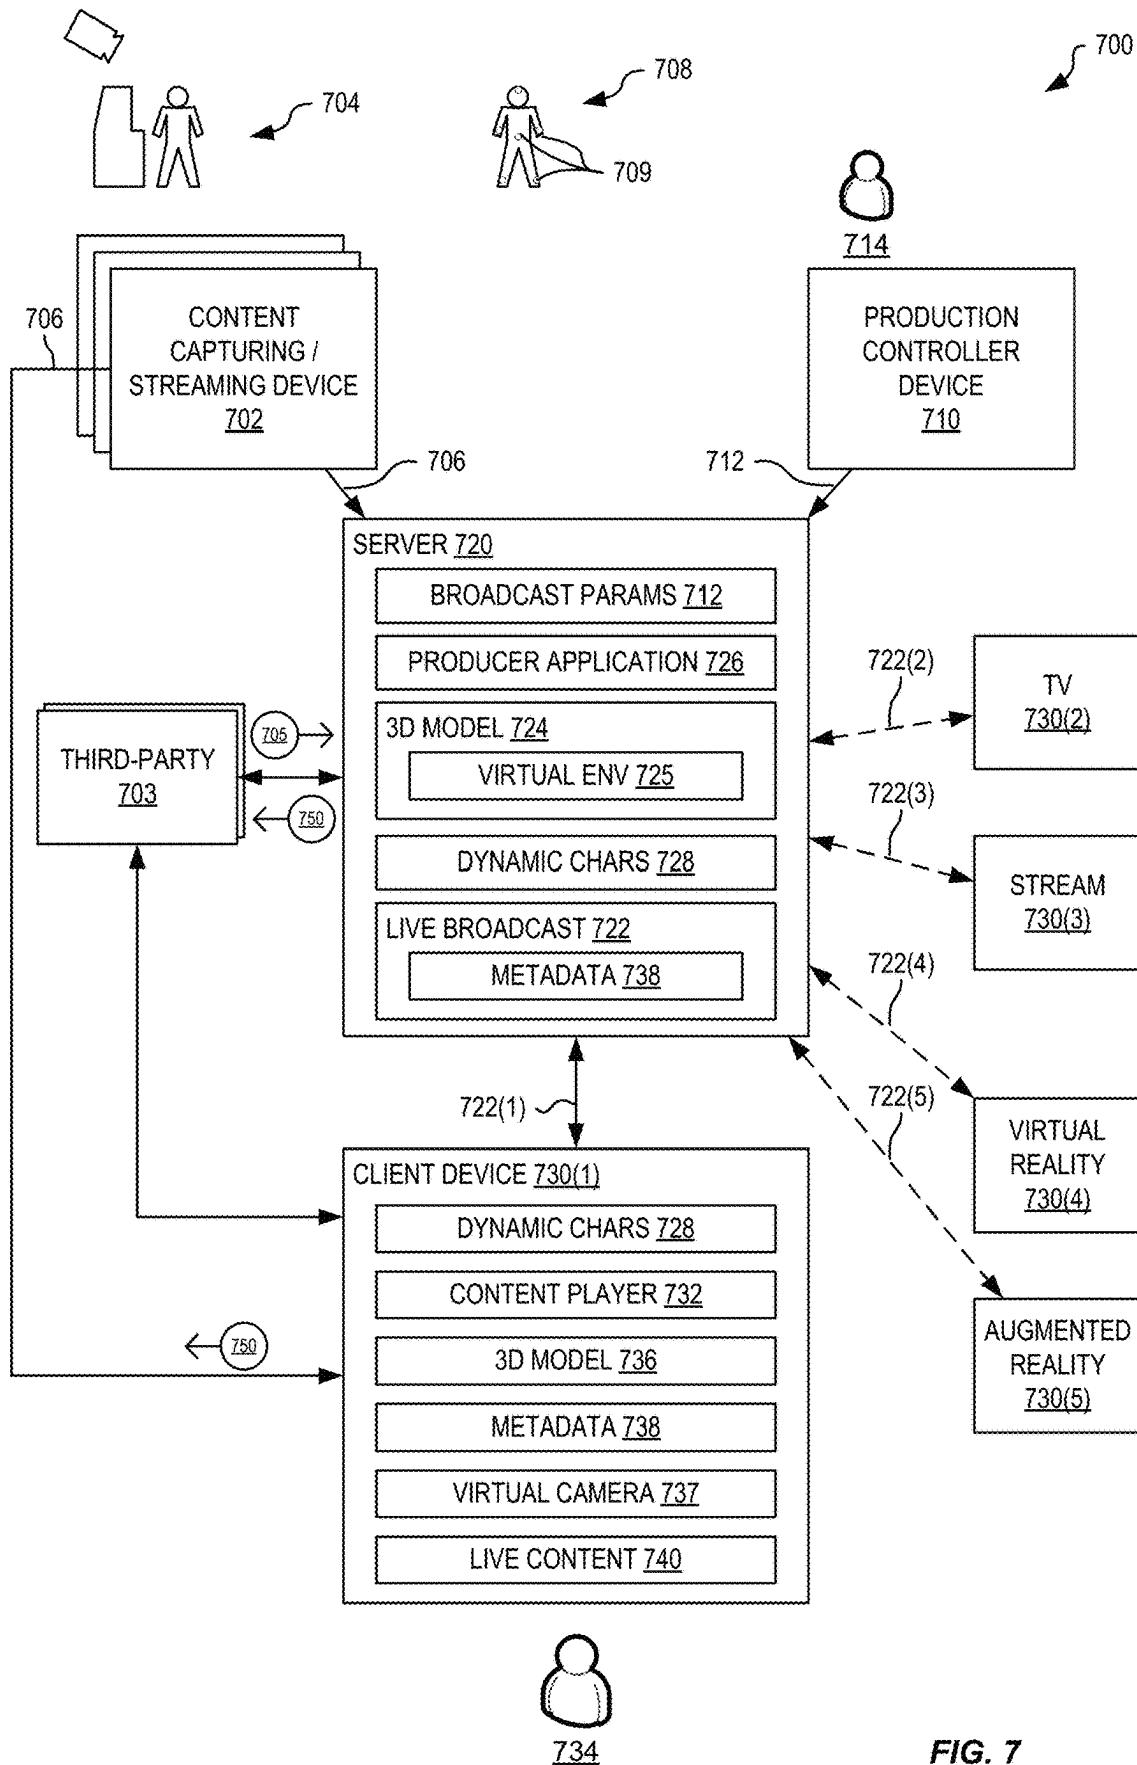 700
704
708
709
714
706
CONTENT
CAPTURING /
STREAMING DEVICE
702
PRODUCTION
CONTROLLER
DEVICE
710
706
712
SERVER 720
BROADCAST PARAMS 712
PRODUCER APPLICATION 726
3D MODEL 724
VIRTUAL ENV 725
DYNAMIC CHARS 728
LIVE BROADCAST 722
METADATA 738
THIRD-PARTY
703
705
750
722(2)
TV
730(2)
722(3)
STREAM
730(3)
722(4)
VIRTUAL
REALITY
730(4)
722(5)
AUGMENTED
REALITY
730(5)
722(1)
CLIENT DEVICE 730(1)
DYNAMIC CHARS 728
CONTENT PLAYER 732
3D MODEL 736
METADATA 738
VIRTUAL CAMERA 737
LIVE CONTENT 740
750
734
FIG. 7